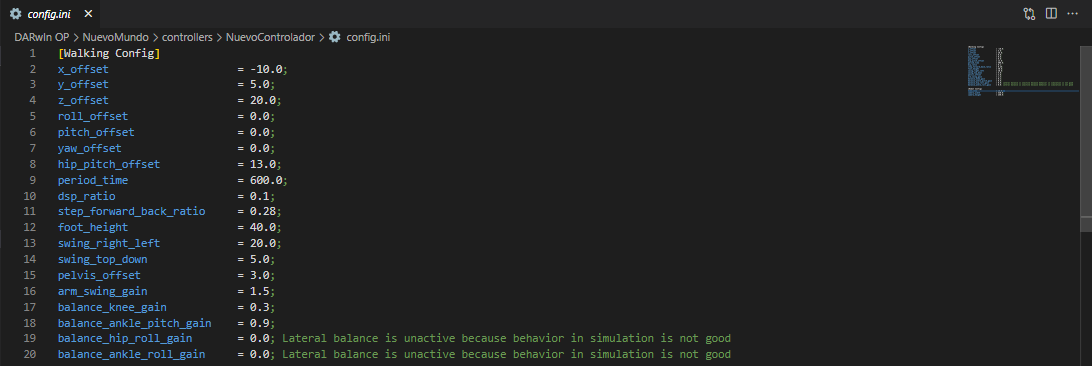 config.ini
DARwIn OP > NuevoMundo > controllers > NuevoControlador > config.ini
1 [Walking Config]
2 x_offset = -10.0;
3 y_offset = 5.0;
4 z_offset = 20.0;
5 roll_offset = 0.0;
6 pitch_offset = 0.0;
7 yaw_offset = 0.0;
8 hip_pitch_offset = 13.0;
9 period_time = 600.0;
10 dsp_ratio = 0.1;
11 step_forward_back_ratio = 0.28;
12 foot_height = 40.0;
13 swing_right_left = 20.0;
14 swing_top_down = 5.0;
15 pelvis_offset = 3.0;
16 arm_swing_gain = 1.5;
17 balance_knee_gain = 0.3;
18 balance_ankle_pitch_gain = 0.9;
19 balance_hip_roll_gain = 0.0; Lateral balance is unactive because behavior in simulation is not good
20 balance_ankle_roll_gain = 0.0; Lateral balance is unactive because behavior in simulation is not good